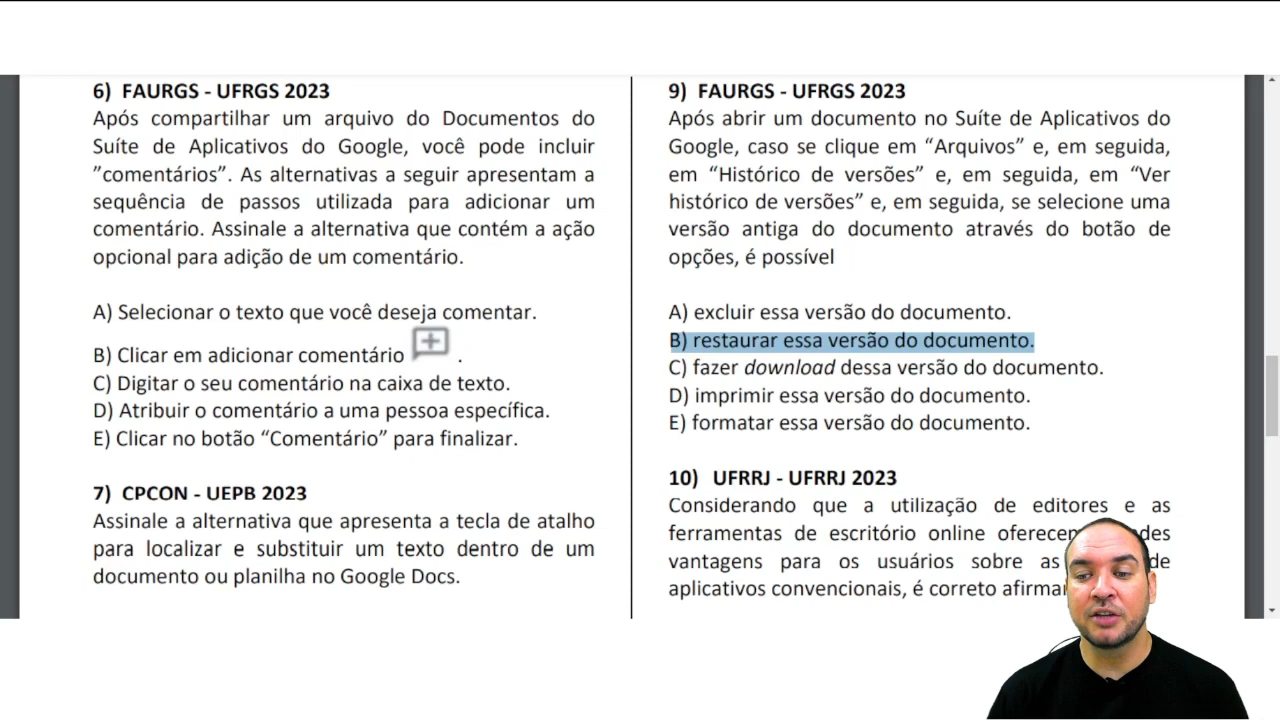 6) FAURGS - UFRGS 2023
Após compartilhar um arquivo do Documentos do
Suíte de Aplicativos do Google, você pode incluir
”comentários”. As alternativas a seguir apresentam a
sequência de passos utilizada para adicionar um
comentário. Assinale a alternativa que contém a ação
opcional para adição de um comentário.
A) Selecionar o texto que você deseja comentar.
B) Clicar em adicionar comentário .
C) Digitar o seu comentário na caixa de texto.
D) Atribuir o comentário a uma pessoa específica.
E) Clicar no botão “Comentário” para finalizar.
7) CPCON - UEPB 2023
Assinale a alternativa que apresenta a tecla de atalho
para localizar e substituir um texto dentro de um
documento ou planilha no Google Docs.
9) FAURGS - UFRGS 2023
Após abrir um documento no Suíte de Aplicativos do
Google, caso se clique em “Arquivos” e, em seguida,
em “Histórico de versões” e, em seguida, em “Ver
histórico de versões” e, em seguida, se selecione uma
versão antiga do documento através do botão de
opções, é possível
A) excluir essa versão do documento.
B) restaurar essa versão do documento.
C) fazer download dessa versão do documento.
D) imprimir essa versão do documento.
E) formatar essa versão do documento.
10) UFRRJ - UFRRJ 2023
Considerando que a utilização de editores e as
ferramentas de escritório online oferecem
vantagens para os usuários sobre as de
aplicativos convencionais, é correto